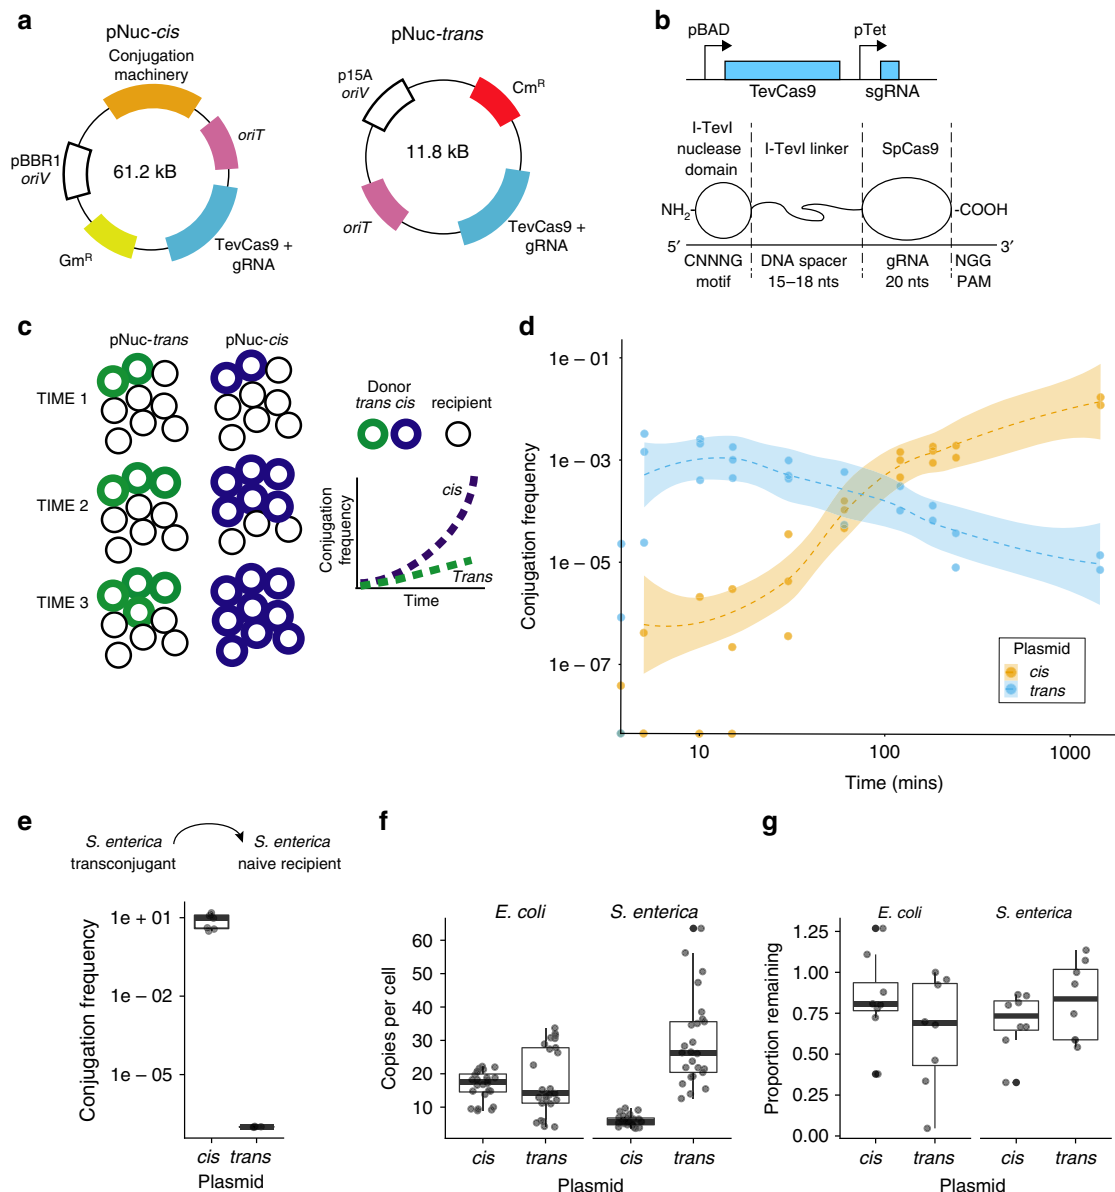 a
pNuc-cis
Conjugation
machinery
oriT
pBBR1
oriV
61.2 kB
GmR
TevCas9 +
gRNA
pNuc-trans
p15A
oriV
CmR
11.8 kB
oriT
TevCas9 +
gRNA
b
pBAD
pTet
TevCas9
sgRNA
I-TevI
nuclease
domain
I-TevI linker
SpCas9
NH2
-COOH
5′
3′
CNNNG
motif
DNA spacer
15–18 nts
gRNA
20 nts
NGG
PAM
c
pNuc-trans
pNuc-cis
TIME 1
TIME 2
TIME 3
Donor
trans cis
recipient
Conjugation
frequency
cis
Trans
Time
d
Conjugation frequency
1e – 01
1e – 03
1e – 05
1e – 07
10
100
1000
Time (mins)
Plasmid
cis
trans
e
S. enterica
transconjugant
S. enterica
naive recipient
Conjugation frequency
1e + 01
1e – 02
1e – 05
cis
trans
Plasmid
f
E. coli
S. enterica
Copies per cell
60
50
40
30
20
10
cis
trans
cis
trans
Plasmid
g
E. coli
S. enterica
Proportion remaining
1.25
1.00
0.75
0.50
0.25
0.00
cis
trans
cis
trans
Plasmid